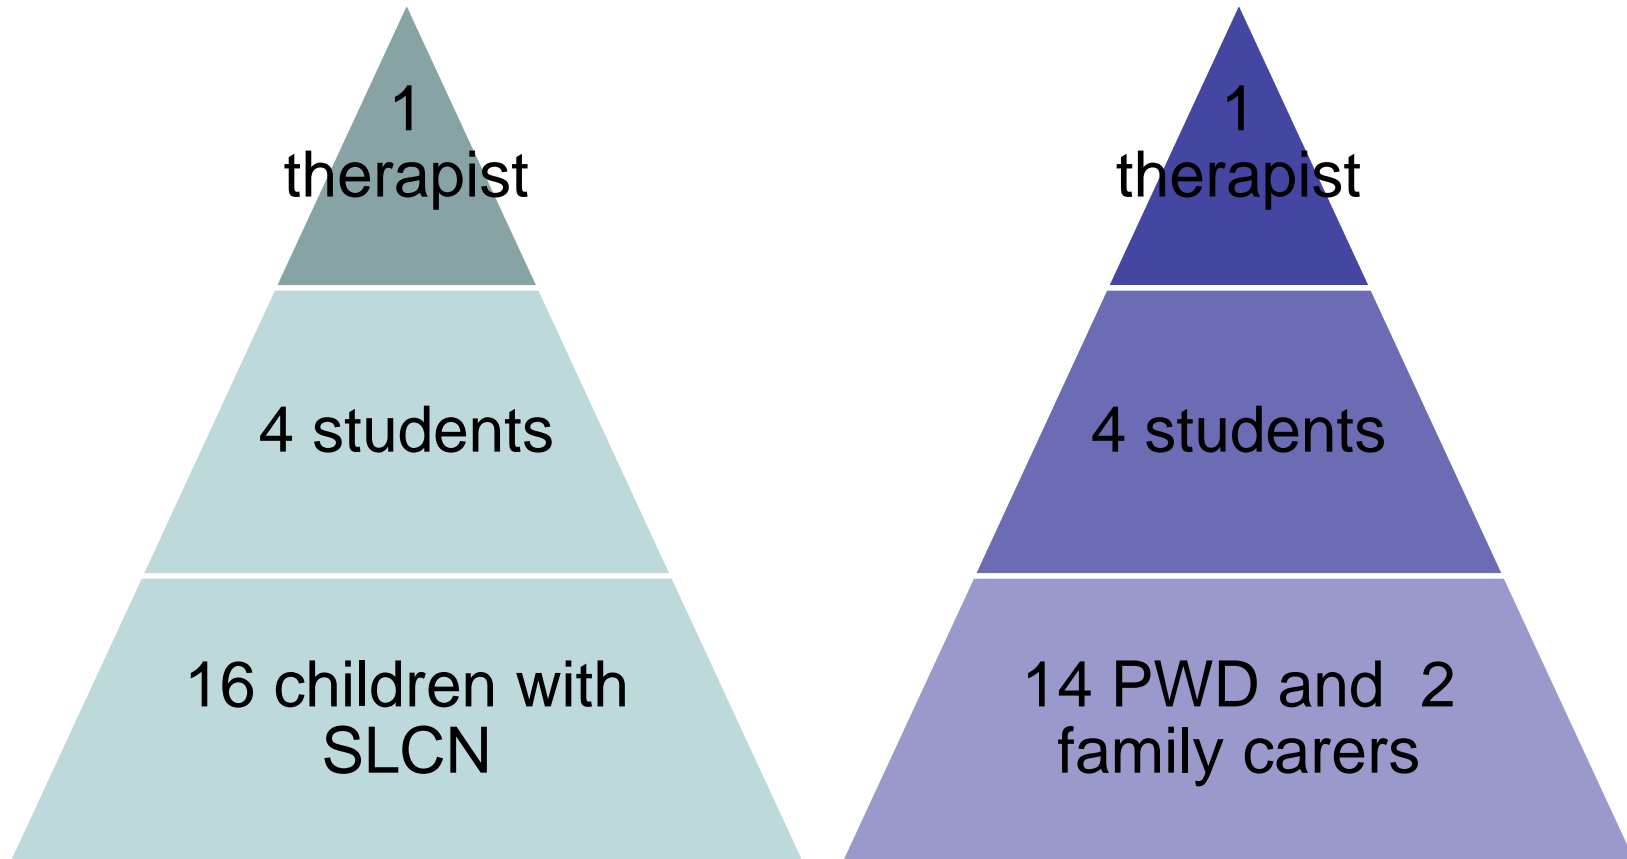 1
therapist
4 students
16 children with
SLCN
1
therapist
4 students
14 PWD and  2
family carers